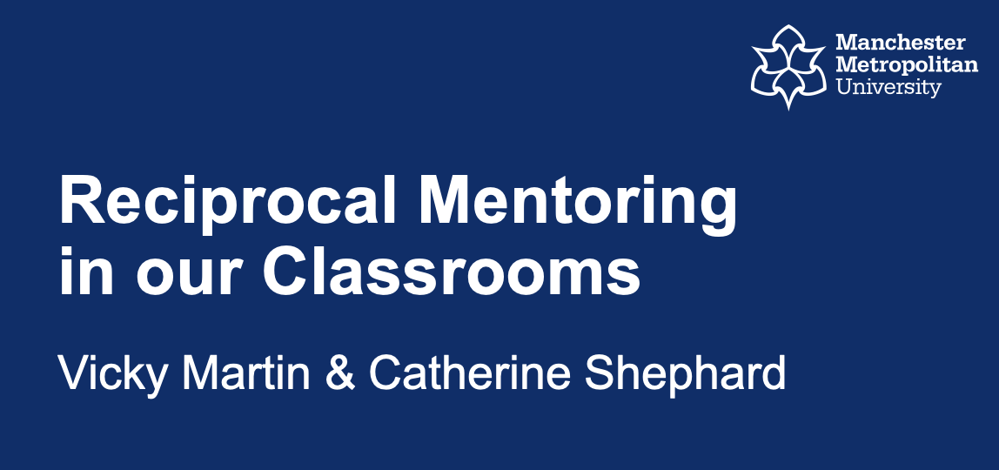 Manchester
Metropolitan
University
Reciprocal Mentoring
in our Classrooms
Vicky Martin & Catherine Shephard